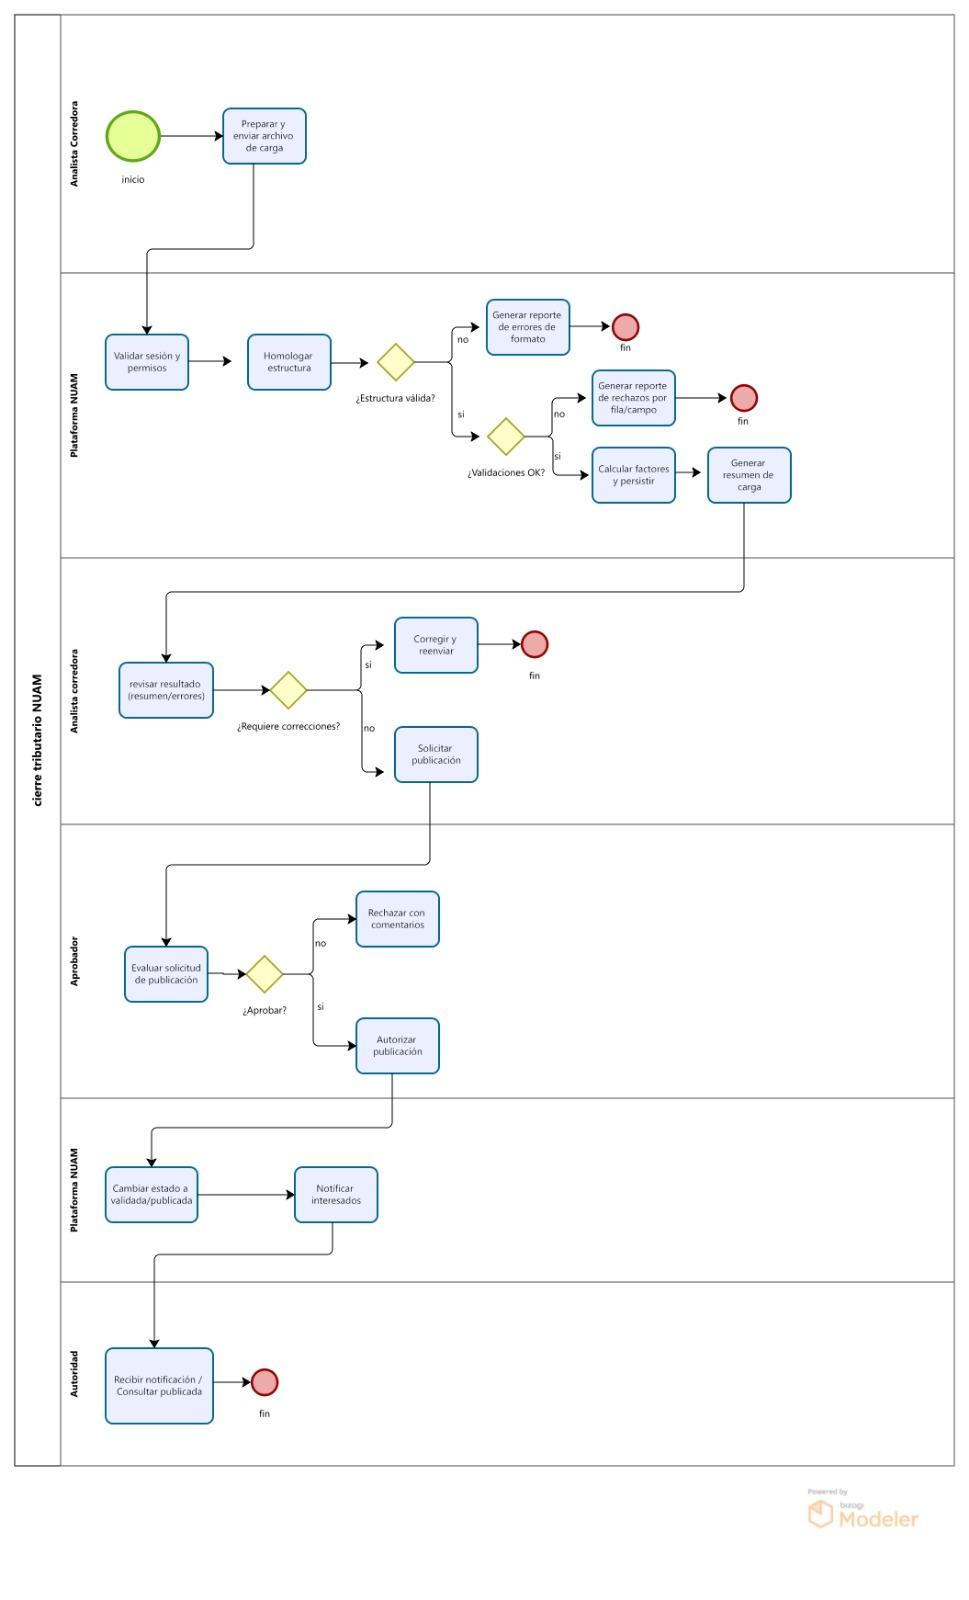 cierre tributario NUAM
Analista Corredora
inicio
Preparar y
enviar archivo
de carga
Plataforma NUAM
Validar sesión y
permisos
Homologar
estructura
¿Estructura válida?
no
Generar reporte
de errores de
formato
fin
si
¿Validaciones OK?
no
Generar reporte
de rechazos por
fila/campo
fin
si
Calcular factores
y persistir
Generar
resumen de
carga
Analista corredora
revisar resultado
(resumen/errores)
¿Requiere correcciones?
si
Corregir y
reenviar
fin
no
Solicitar
publicación
Aprobador
Evaluar solicitud
de publicación
¿Aprobar?
no
Rechazar con
comentarios
si
Autorizar
publicación
Plataforma NUAM
Cambiar estado a
validada/publicada
Notificar
interesados
Autoridad
Recibir notificación /
Consultar publicada
fin
Powered by
bizagi
Modeler